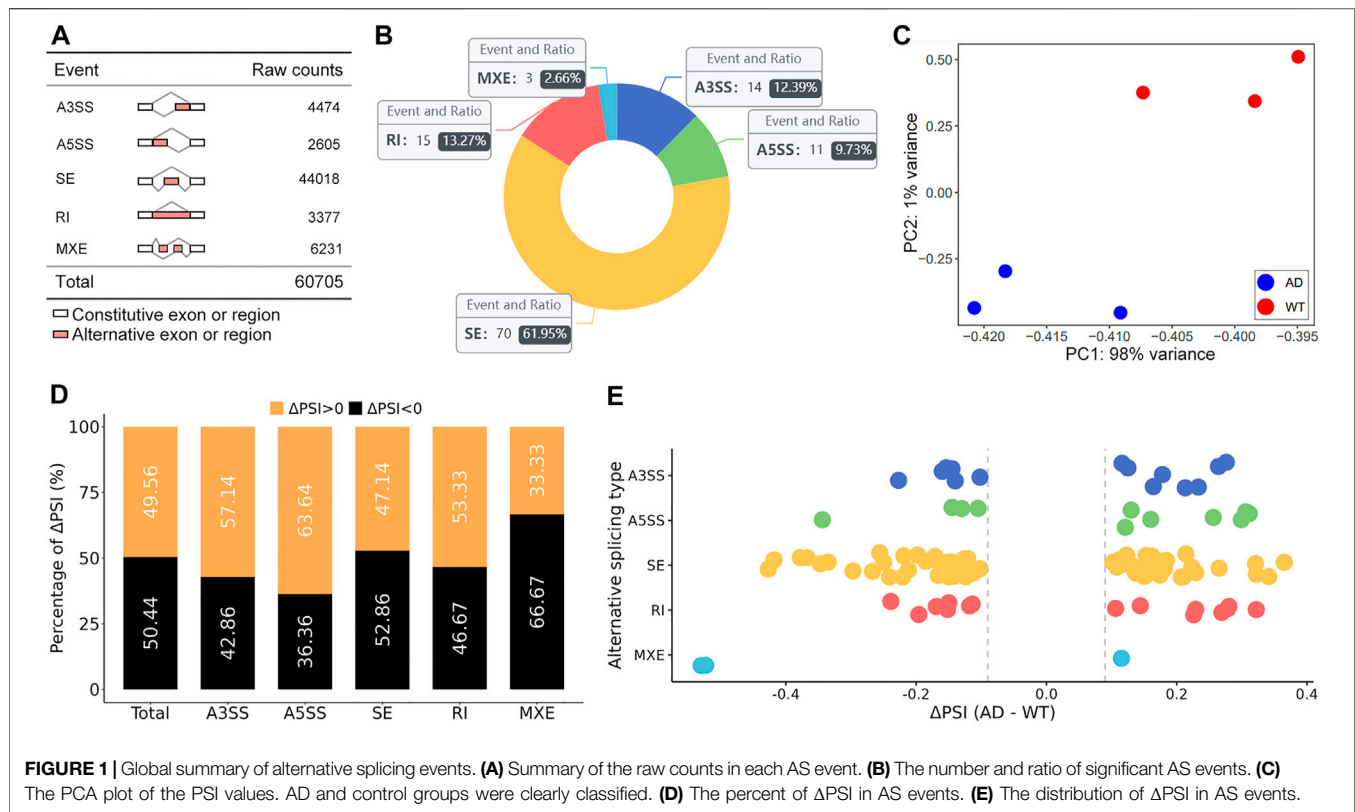 A
Event Raw counts
A3SS 4474
A5SS 2605
SE 44018
RI 3377
MXE 6231
Total 60705
Constitutive exon or region
Alternative exon or region
B
Event and Ratio
MXE: 3 2.66%
Event and Ratio
A3SS: 14 12.39%
Event and Ratio
RI: 15 13.27%
Event and Ratio
A5SS: 11 9.73%
Event and Ratio
SE: 70 61.95%
C
PC2: 1% variance
0.50
0.25
0.00
−0.25
AD
WT
−0.420 −0.415 −0.410 −0.405 −0.400 −0.395
PC1: 98% variance
D
ΔPSI>0 ΔPSI<0
Percentage of ΔPSI (%)
100
75
50
25
0
49.56 57.14 63.64 47.14 53.33 33.33
50.44 42.86 36.36 52.86 46.67 66.67
Total A3SS A5SS SE RI MXE
E
Alternative splicing type
A3SS
A5SS
SE
RI
MXE
-0.4 -0.2 0.0 0.2 0.4
ΔPSI (AD - WT)
FIGURE 1 | Global summary of alternative splicing events. (A) Summary of the raw counts in each AS event. (B) The number and ratio of significant AS events. (C)
The PCA plot of the PSI values. AD and control groups were clearly classified. (D) The percent of ΔPSI in AS events. (E) The distribution of ΔPSI in AS events.